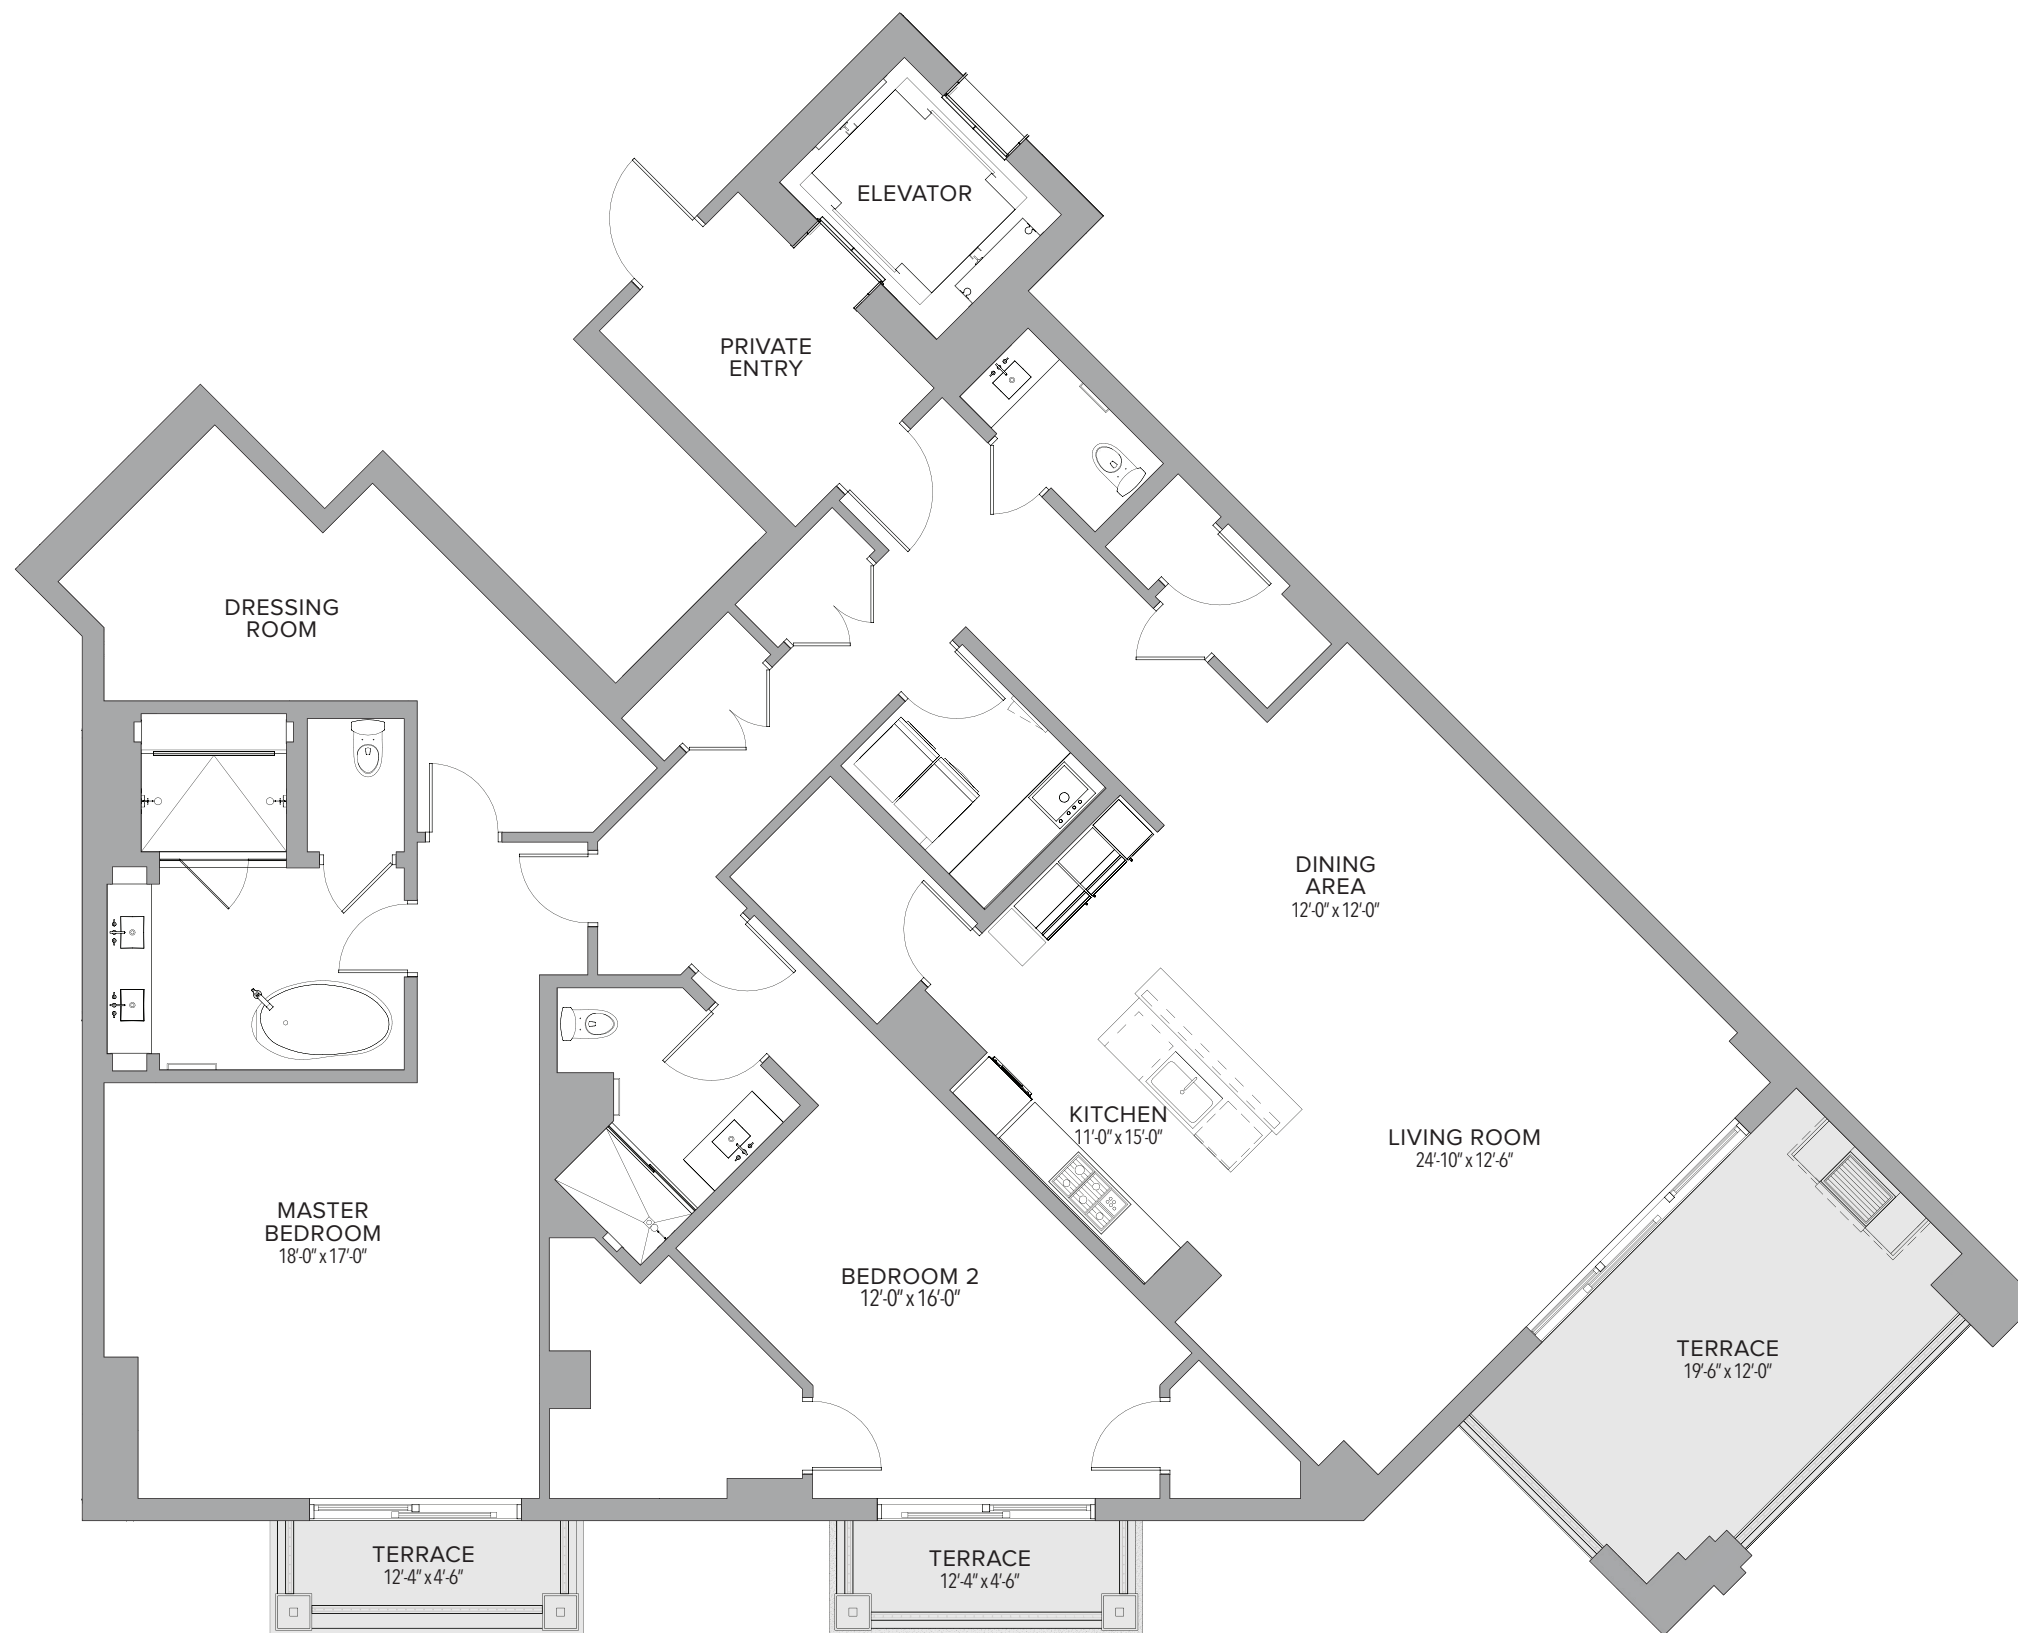 ELEVATOR
PRIVATE
ENTRY
DRESSING
ROOM
DINING
AREA
12'-0" x 12'-0"
KITCHEN
11'-0" x 15'-0"
LIVING ROOM
24'-10" x 12'-6"
MASTER
BEDROOM
18'-0" x 17'-0"
BEDROOM 2
12'-0" x 16'-0"
TERRACE
19'-6" x 12'-0"
TERRACE
12'-4" x 4'-6"
TERRACE
12'-4" x 4'-6"